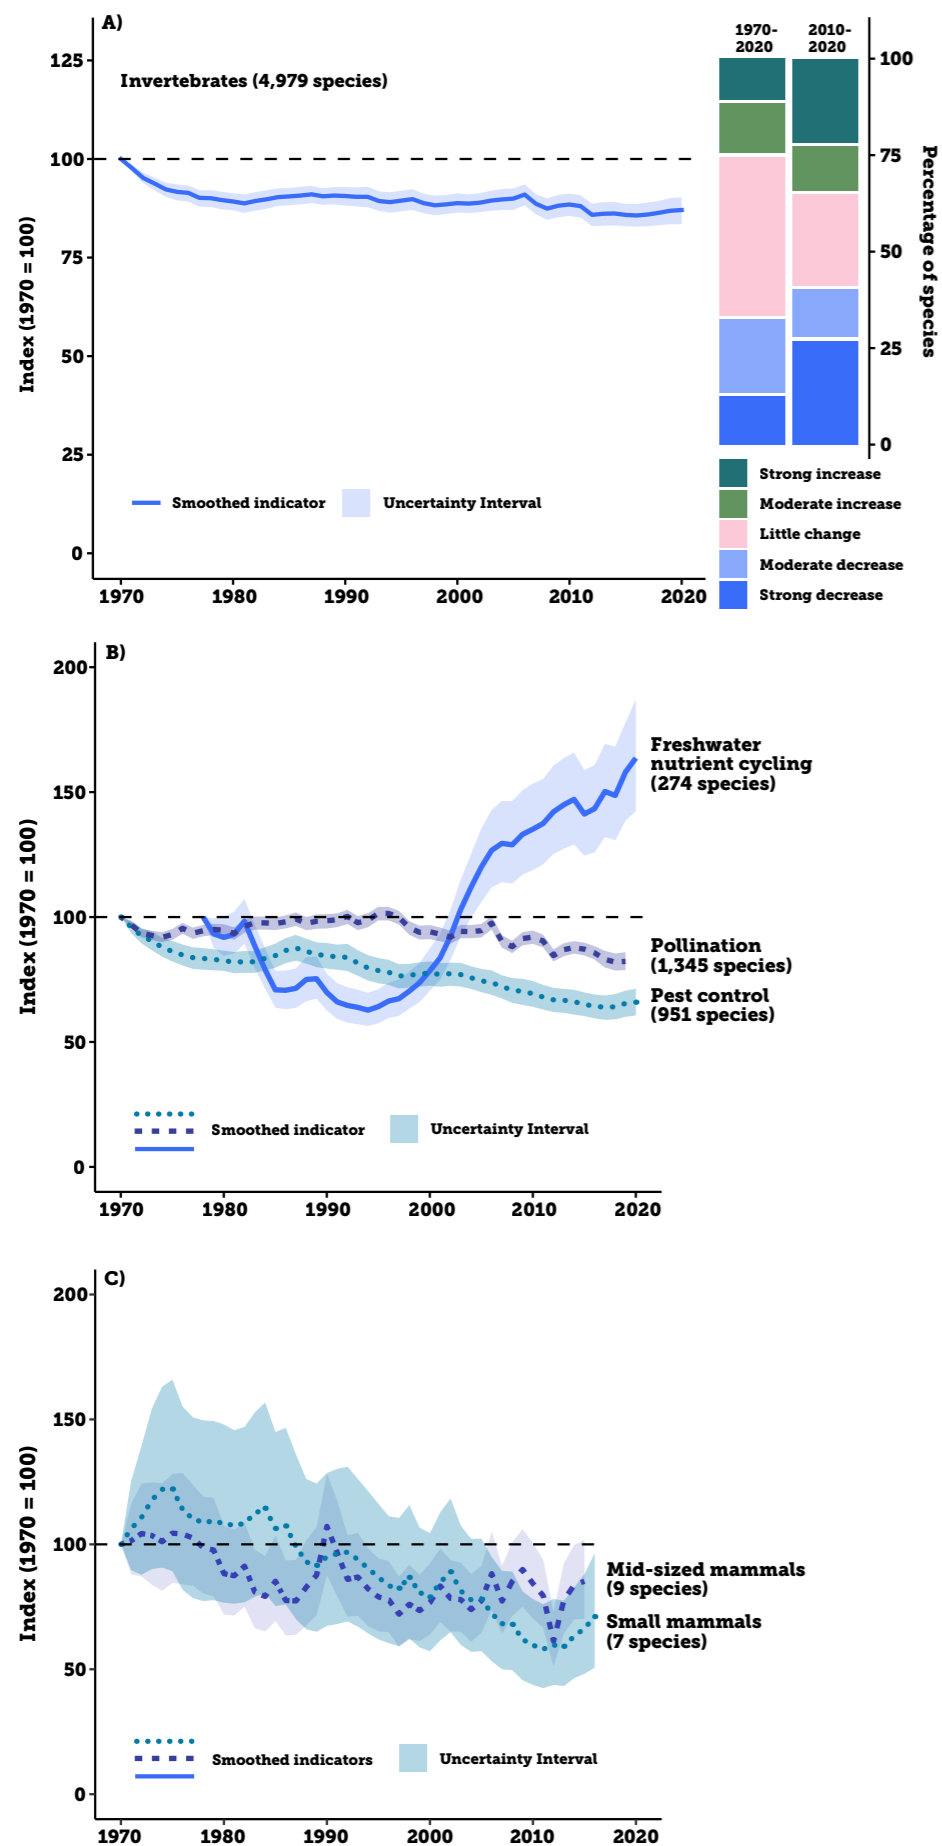 A)
Invertebrates (4,979 species)
Index (1970 = 100)
125
100
75
50
25
0
1970
1980
1990
2000
2010
2020
Smoothed indicator
Uncertainty Interval
1970-
2020
2010-
2020
100
75
50
25
0
Percentage of species
Strong increase
Moderate increase
Little change
Moderate decrease
Strong decrease
B)
Index (1970 = 100)
200
150
100
50
0
1970
1980
1990
2000
2010
2020
Freshwater
nutrient cycling
(274 species)
Pollination
(1,345 species)
Pest control
(951 species)
Smoothed indicator
Uncertainty Interval
C)
Index (1970 = 100)
200
150
100
50
0
1970
1980
1990
2000
2010
2020
Mid-sized mammals
(9 species)
Small mammals
(7 species)
Smoothed indicators
Uncertainty Interval